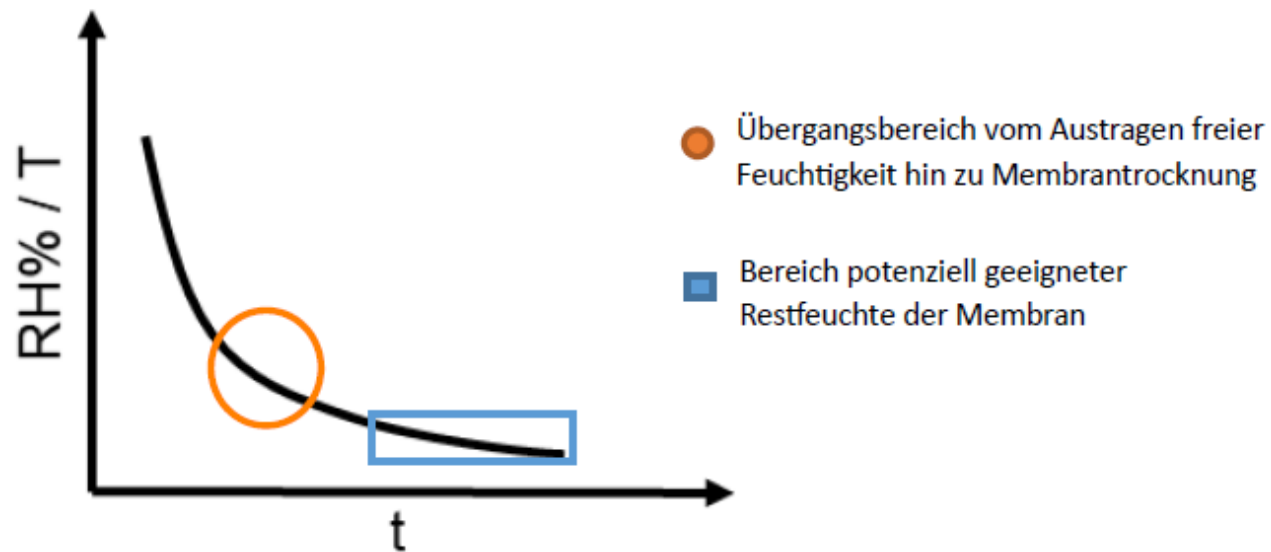 RH% / T
t
Übergangsbereich vom Austragen freier
Feuchtigkeit hin zu Membrantrocknung
Bereich potenziell geeigneter
Restfeuchte der Membran